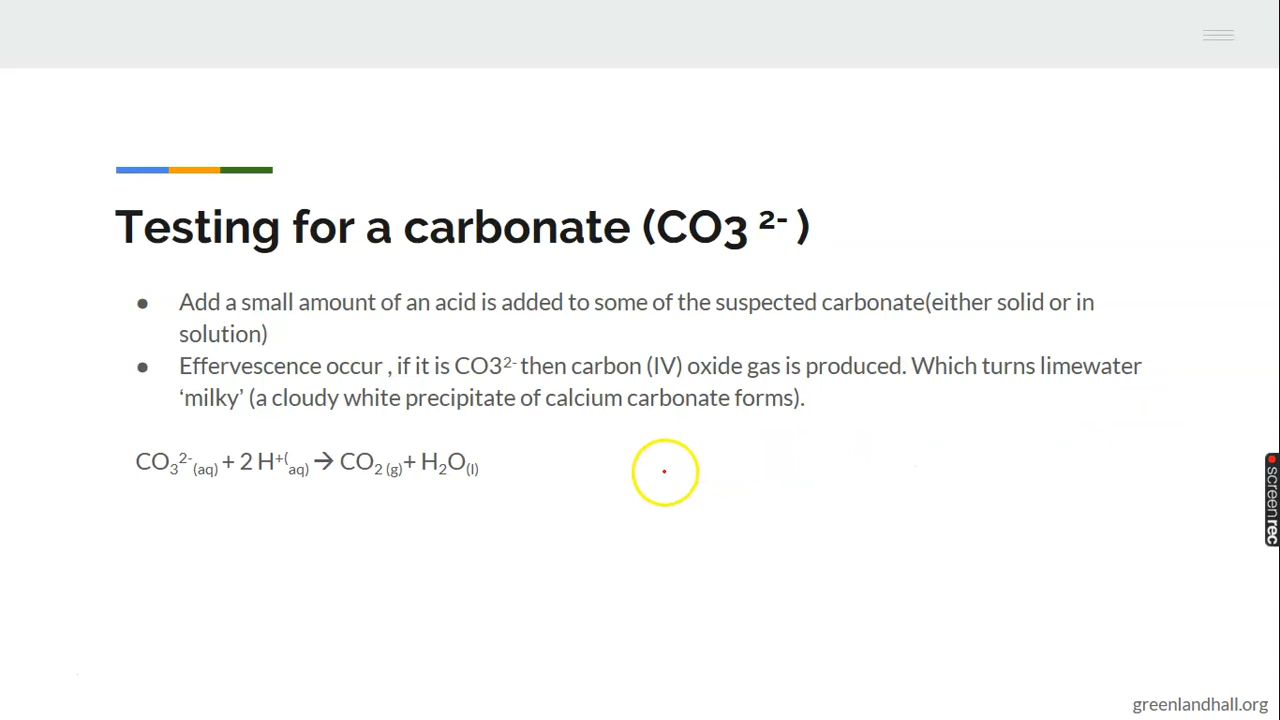 Testing for a carbonate (CO3 ²⁻ )
● Add a small amount of an acid is added to some of the suspected carbonate(either solid or in
solution)
● Effervescence occur , if it is CO3²⁻ then carbon (IV) oxide gas is produced. Which turns limewater
‘milky’ (a cloudy white precipitate of calcium carbonate forms).
CO₃²⁻(aq) + 2 H⁺⁽aq) → CO₂ (g) + H₂O(l)
screenrec
greenlandhall.org